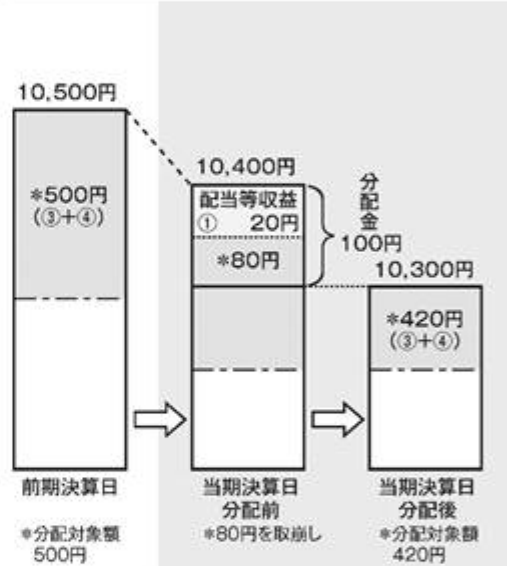 10,500円
*500円
(③+④)
10,400円
配当等収益
① 20円
*80円
分配金
100円
10,300円
*420円
(③+④)
前期決算日
*分配対象額
500円
当期決算日
分配前
*80円を取崩し
当期決算日
分配後
*分配対象額
420円